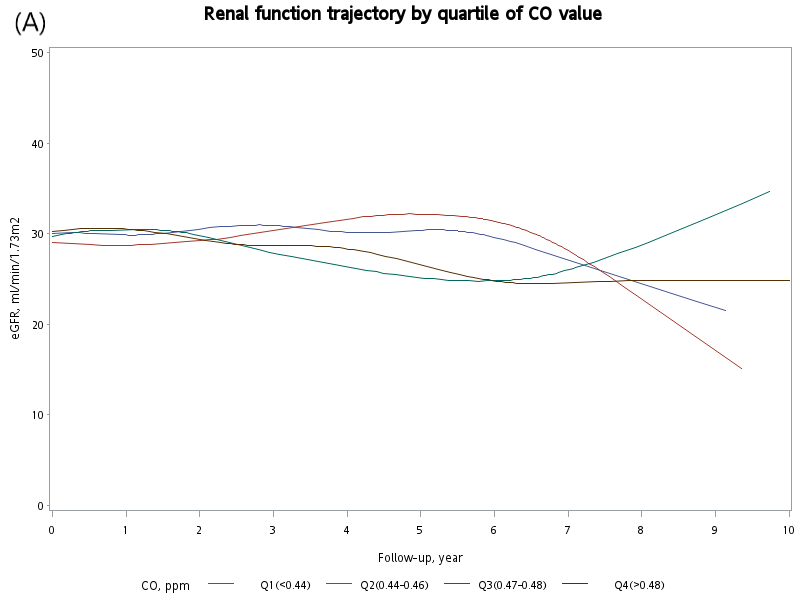 (A)
Renal function trajectory by quartile of CO value
50
40
30
20
10
0
eGFR, ml/min/1.73m2
0 1 2 3 4 5 6 7 8 9 10
Follow-up, year
CO, ppm Q1(<0.44) Q2(0.44-0.46) Q3(0.47-0.48) Q4(>0.48)